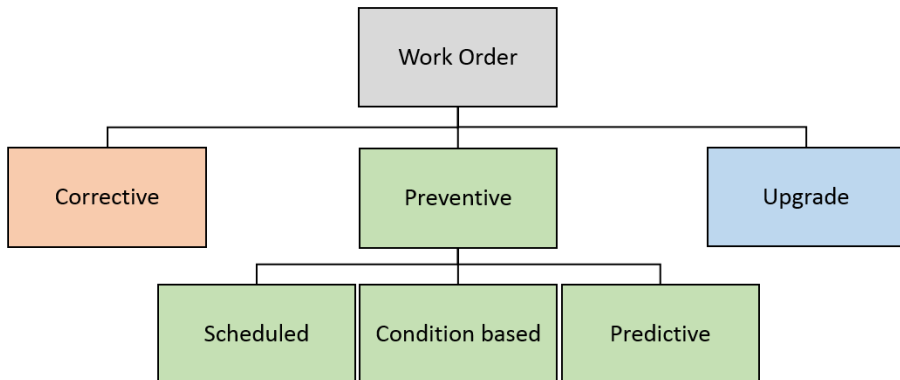 Work Order
Corrective
Preventive
Upgrade
Scheduled
Condition based
Predictive